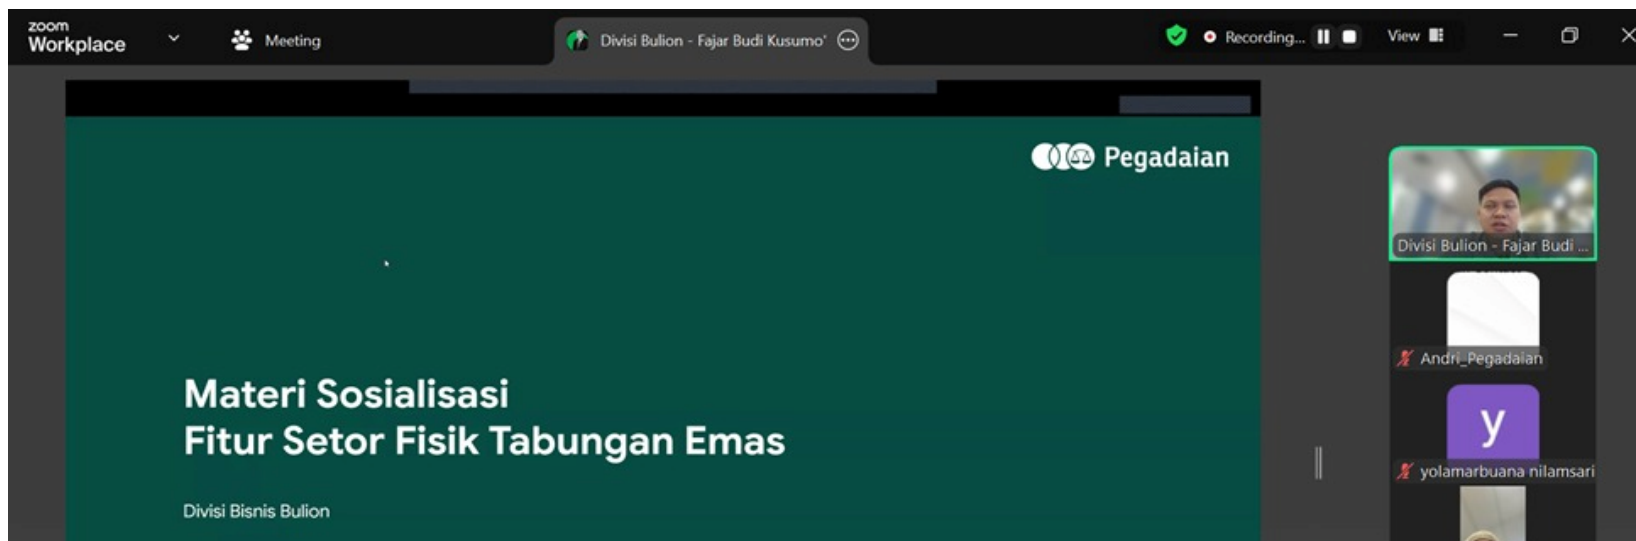 zoom
Workplace
Meeting
Divisi Bulion - Fajar Budi Kusumo'
Recording...
View
Pegadaian
Materi Sosialisasi
Fitur Setor Fisik Tabungan Emas
Divisi Bisnis Bulion
Divisi Bulion - Fajar Budi ...
Andri_Pegadaian
y
yolamarbuana nilamsari